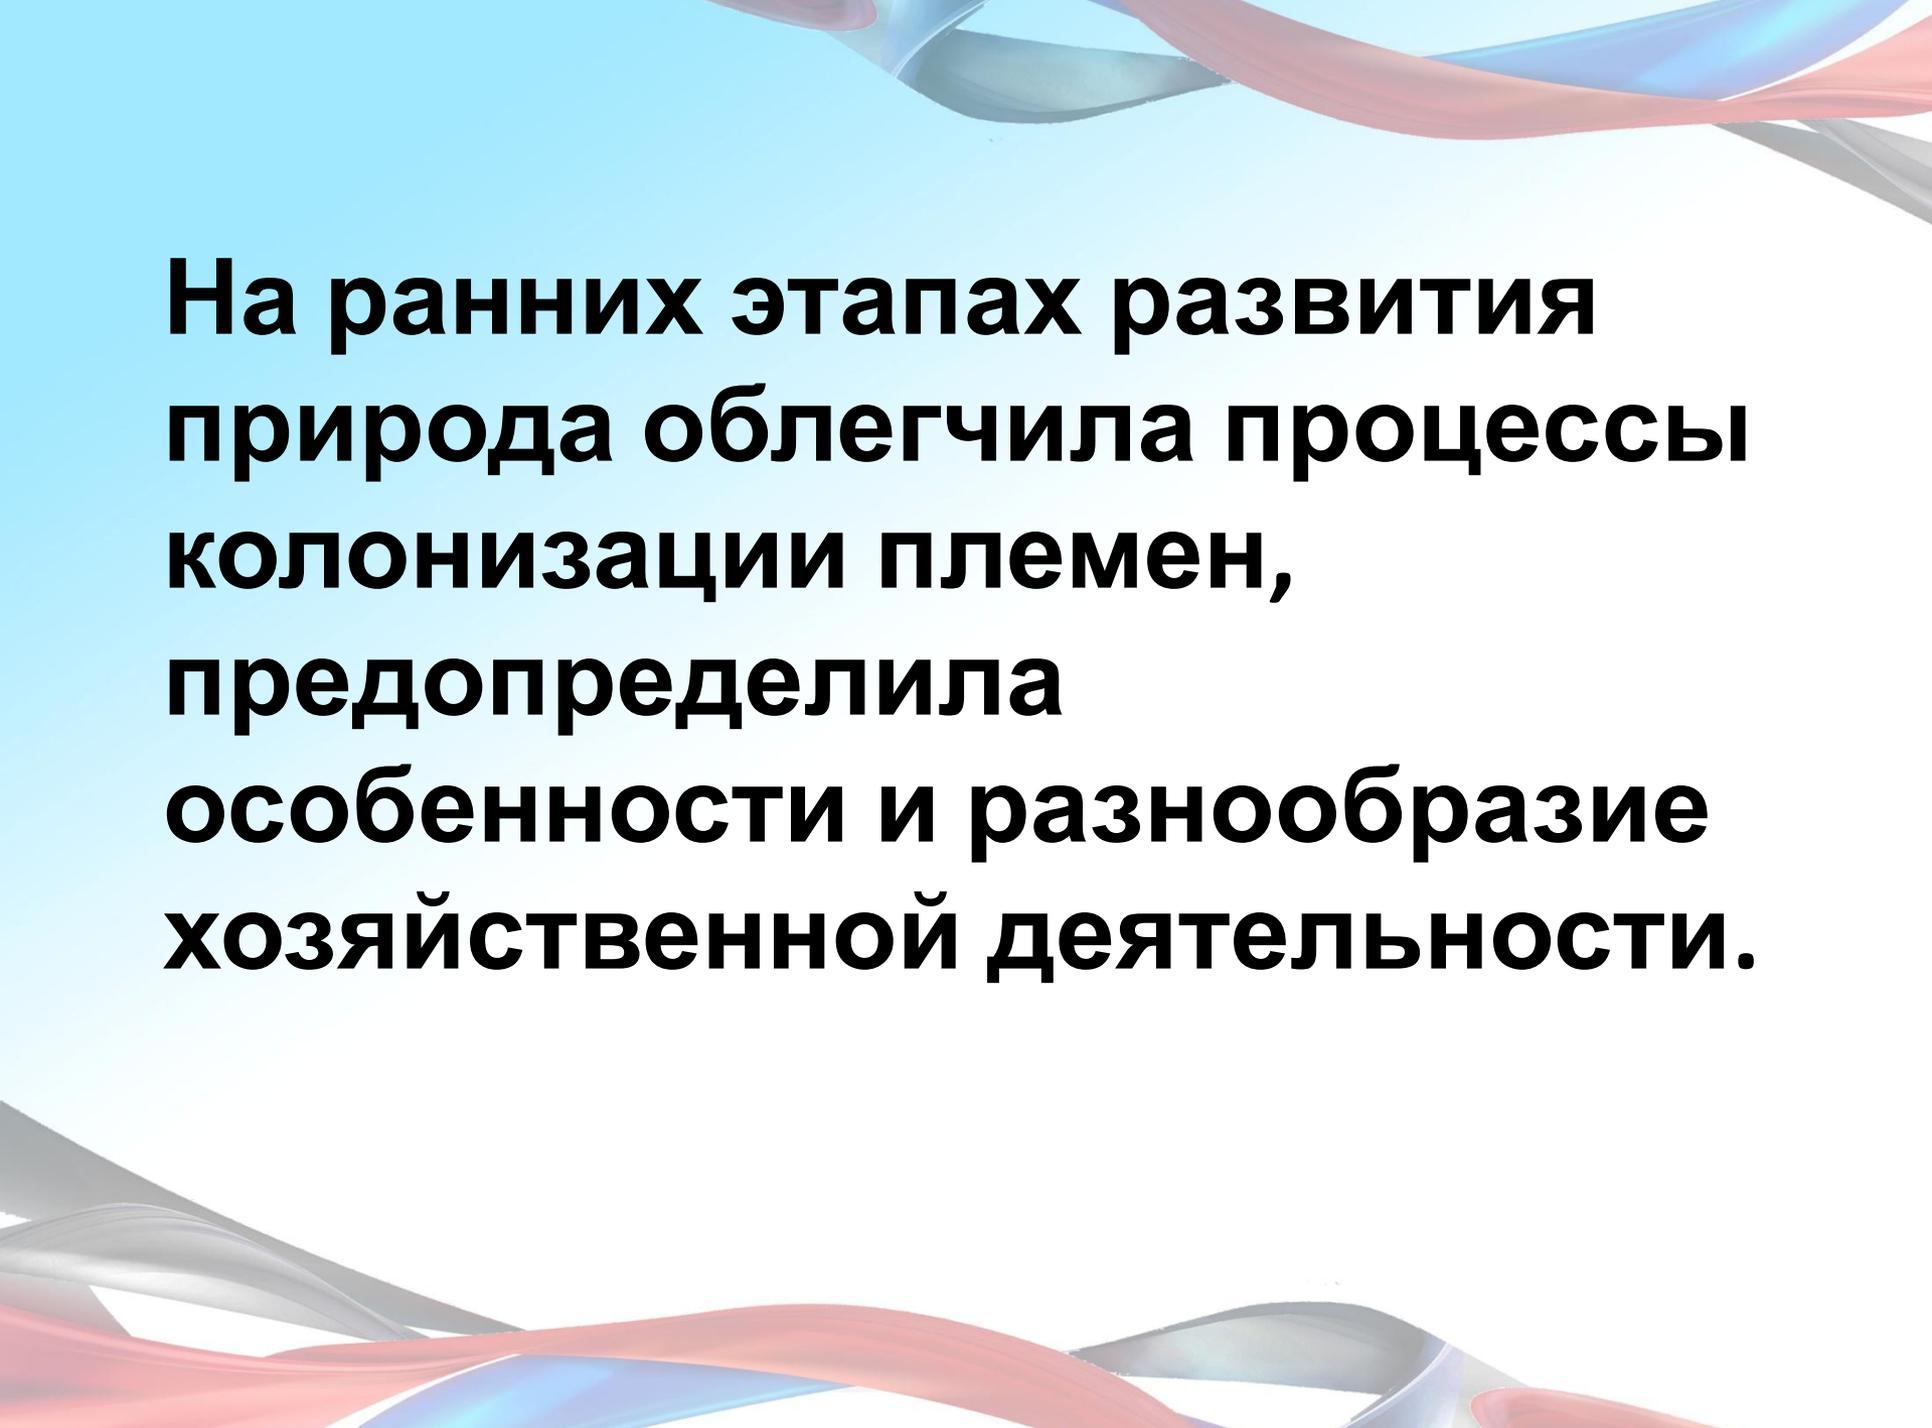 На ранних этапах развития
природа облегчила процессы
колонизации племен,
предопределила
особенности и разнообразие
хозяйственной деятельности.